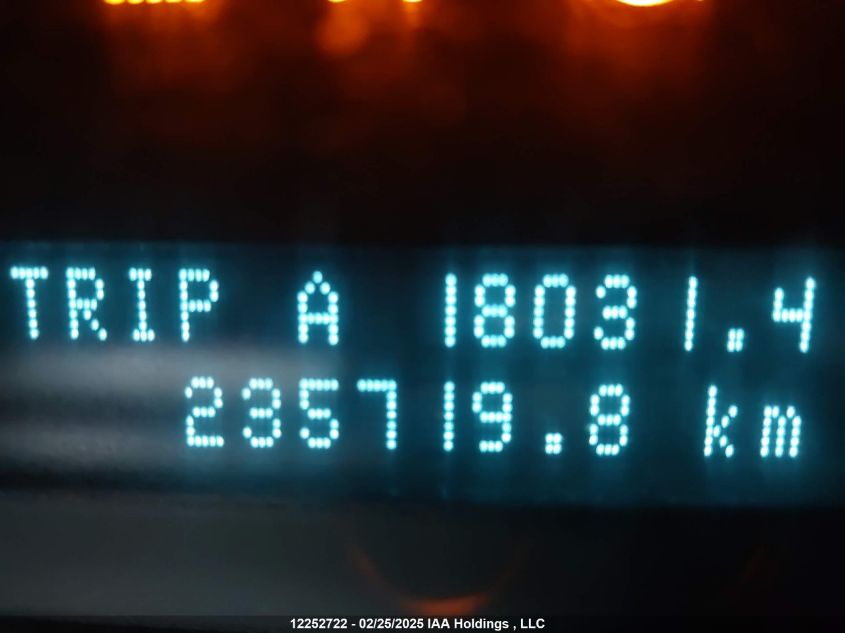 TRIP A 18031.4
235719.8 km
12252722 - 02/25/2025 IAA Holdings , LLC